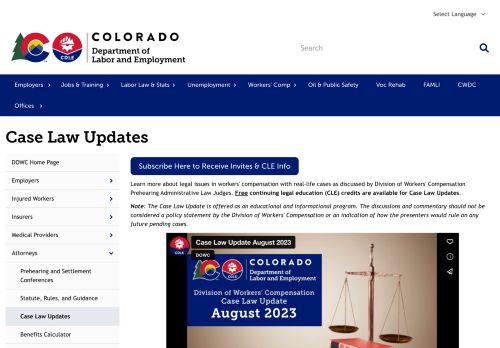 Select Language
COLORADO
Department of
Labor and Employment
CDLE
Search
Employers
Jobs & Training
Labor Law & Stats
Unemployment
Workers' Comp
Oil & Public Safety
Voc Rehab
FAMLI
CWDC
Offices
Case Law Updates
DOWC Home Page
Employers
Injured Workers
Insurers
Medical Providers
Attorneys
Prehearing and Settlement
Conferences
Statute, Rules, and Guidance
Case Law Updates
Benefits Calculator
Subscribe Here to Receive Invites & CLE Info
Learn more about legal issues in workers' compensation with real-life cases as discussed by Division of Workers' Compensation
Prehearing Administrative Law Judges. Free continuing legal education (CLE) credits are available for Case Law Updates.
Note: The Case Law Update is offered as an educational and informational program. The discussions and commentary should not be
considered a policy statement by the Division of Workers' Compensation or an indication of how the presenters would rule on any
future pending cases.
Case Law Update August 2023
DOWC
COLORADO
Department of
Labor and Employment
CDLE
Division of Workers' Compensation
Case Law Update
August 2023